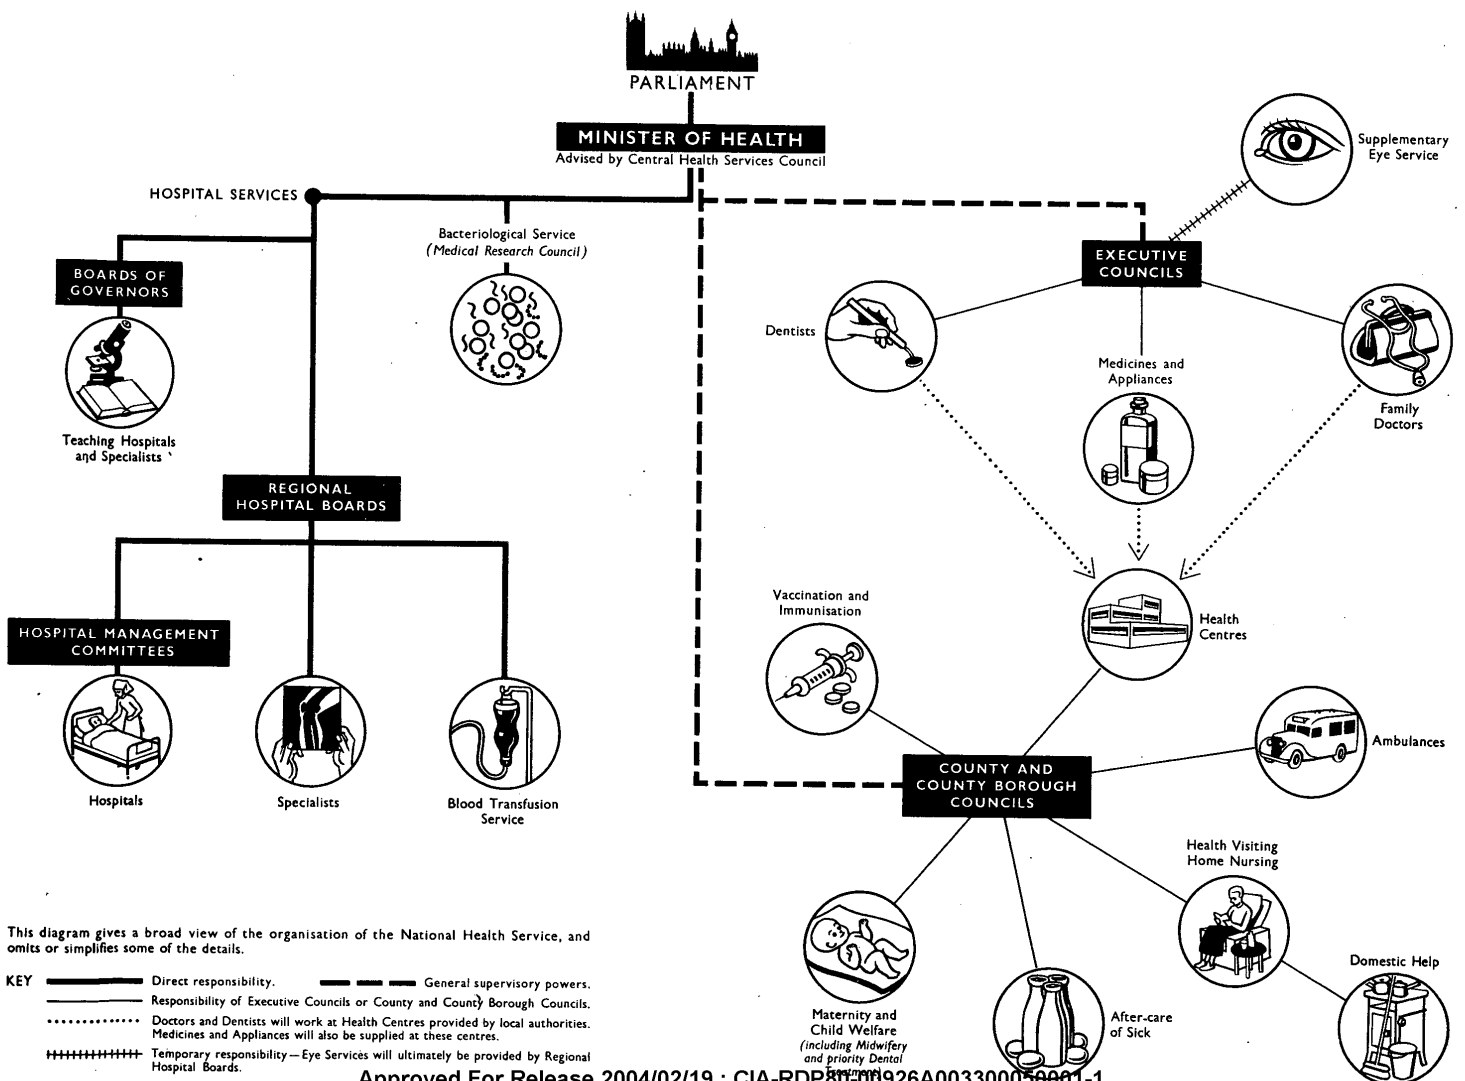 PARLIAMENT
MINISTER OF HEALTH
Advised by Central Health Services Council
Supplementary
Eye Service
HOSPITAL SERVICES
Bacteriological Service
(Medical Research Council)
EXECUTIVE
COUNCILS
BOARDS OF
GOVERNORS
Dentists
Medicines and
Appliances
Family
Doctors
Teaching Hospitals
and Specialists
REGIONAL
HOSPITAL BOARDS
Vaccination and
Immunisation
Health
Centres
HOSPITAL MANAGEMENT
COMMITTEES
Ambulances
COUNTY AND
COUNTY BOROUGH
COUNCILS
Hospitals
Specialists
Blood Transfusion
Service
Health Visiting
Home Nursing
This diagram gives a broad view of the organisation of the National Health Service, and
omits or simplifies some of the details.
Domestic Help
KEY
Direct responsibility.
General supervisory powers.
Responsibility of Executive Councils or County and County Borough Councils.
Doctors and Dentists will work at Health Centres provided by local authorities.
Medicines and Appliances will also be supplied at these centres.
Temporary responsibility—Eye Services will ultimately be provided by Regional
Hospital Boards.
Maternity and
Child Welfare
(including Midwifery
and priority Dental
Treatment)
After-care
of Sick
Approved For Release 2004/02/19 : CIA-RDP80-00926A003300050001-1